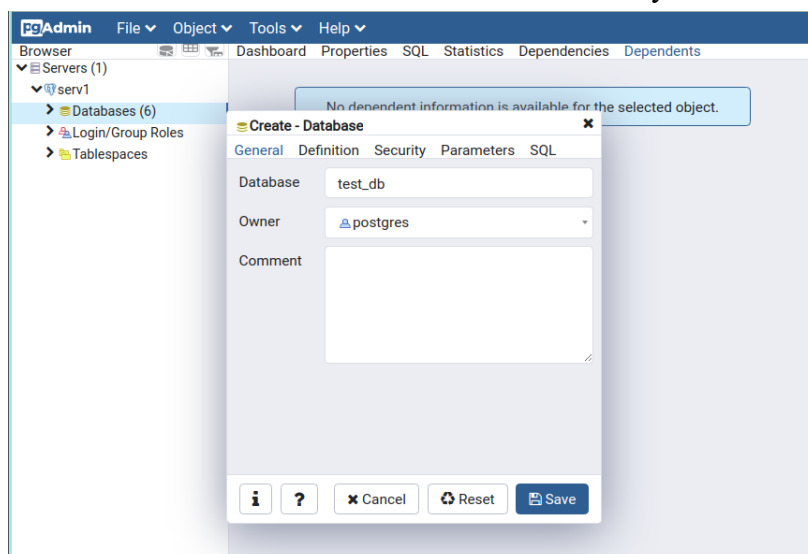 pgAdmin File Object Tools Help
Browser Dashboard Properties SQL Statistics Dependencies Dependents
Servers (1)
serv1
Databases (6)
Login/Group Roles
Tablespaces
No dependent information is available for the selected object.
Create - Database
General Definition Security Parameters SQL
Database test_db
Owner postgres
Comment
i ? Cancel Reset Save